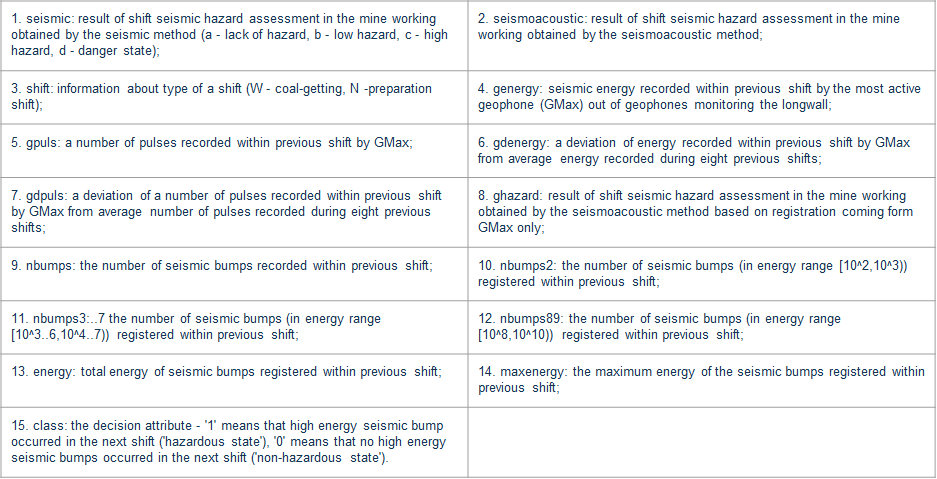 1. seismic: result of shift seismic hazard assessment in the mine working
obtained by the seismic method (a - lack of hazard, b - low hazard, c - high
hazard, d - danger state);
2. seismoacoustic: result of shift seismic hazard assessment in the mine
working obtained by the seismoacoustic method;
3. shift: information about type of a shift (W - coal-getting, N -preparation
shift);
4. genergy: seismic energy recorded within previous shift by the most active
geophone (GMax) out of geophones monitoring the longwall;
5. gpuls: a number of pulses recorded within previous shift by GMax;
6. gdenergy: a deviation of energy recorded within previous shift by GMax
from average energy recorded during eight previous shifts;
7. gdpuls: a deviation of a number of pulses recorded within previous shift
by GMax from average number of pulses recorded during eight previous
shifts;
8. ghazard: result of shift seismic hazard assessment in the mine working
obtained by the seismoacoustic method based on registration coming form
GMax only;
9. nbumps: the number of seismic bumps recorded within previous shift;
10. nbumps2: the number of seismic bumps (in energy range [10^2,10^3))
registered within previous shift;
11. nbumps3:..7 the number of seismic bumps (in energy range
[10^3..6,10^4..7)) registered within previous shift;
12. nbumps89: the number of seismic bumps (in energy range
[10^8,10^10)) registered within previous shift;
13. energy: total energy of seismic bumps registered within previous shift;
14. maxenergy: the maximum energy of the seismic bumps registered within
previous shift;
15. class: the decision attribute - '1' means that high energy seismic bump
occurred in the next shift ('hazardous state'), '0' means that no high energy
seismic bumps occurred in the next shift ('non-hazardous state').